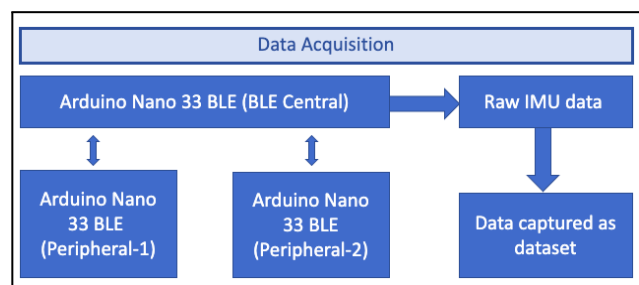 Data Acquisition
Arduino Nano 33 BLE (BLE Central)
Raw IMU data
Arduino Nano
33 BLE
(Peripheral-1)
Arduino Nano
33 BLE
(Peripheral-2)
Data captured as
dataset